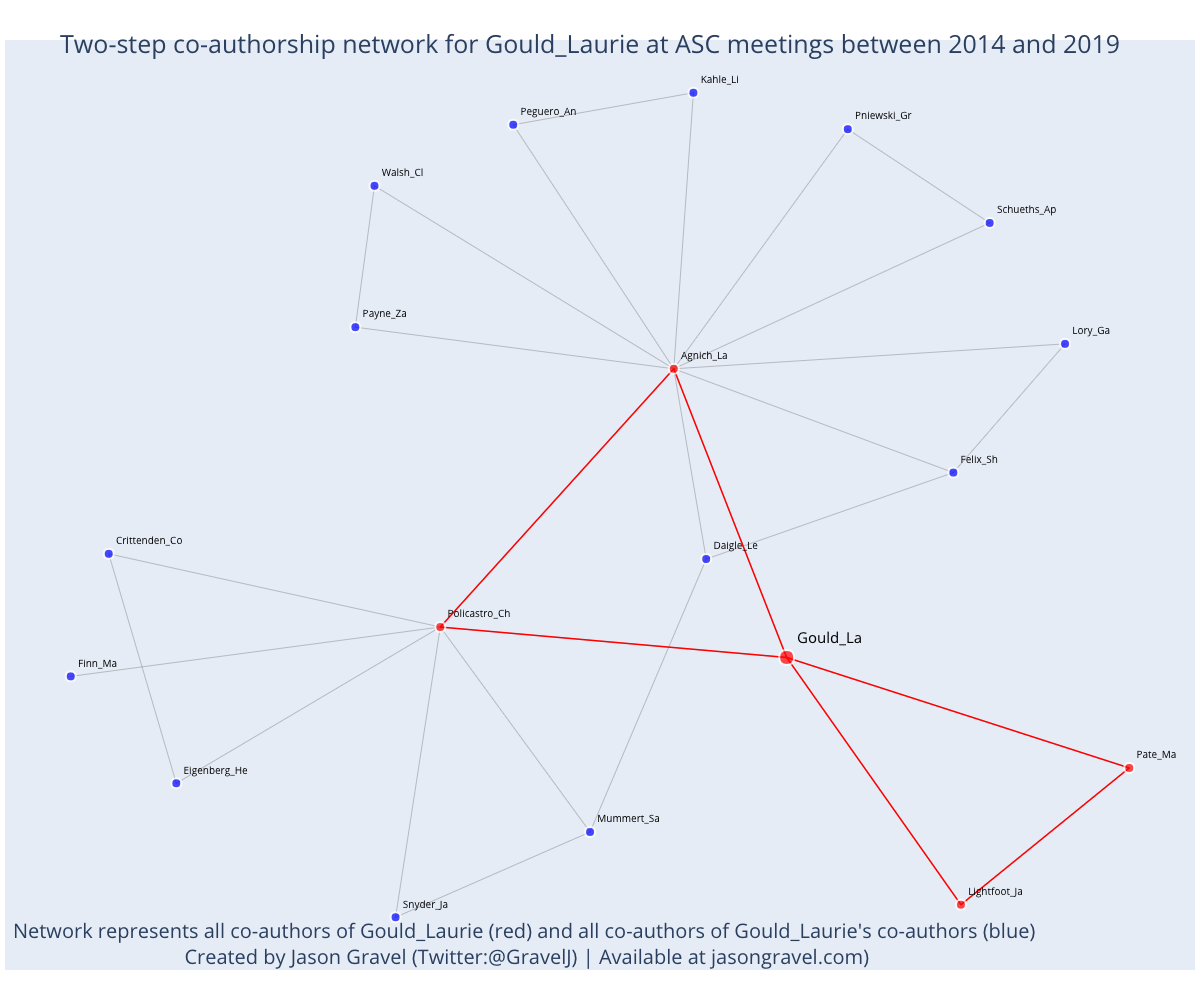 Two-step co-authorship network for Gould_Laurie at ASC meetings between 2014 and 2019
Kahle_Li
Peguero_An
Pniewski_Gr
Walsh_Cl
Schueths_Ap
Payne_Za
Lory_Ga
Agnich_La
Felix_Sh
Crittenden_Co
Daigle_Le
Policastro_Ch
Gould_La
Finn_Ma
Pate_Ma
Eigenberg_He
Mummert_Sa
Lightfoot_Ja
Snyder_Ja
Network represents all co-authors of Gould_Laurie (red) and all co-authors of Gould_Laurie's co-authors (blue)
Created by Jason Gravel (Twitter:@GravelJ) | Available at jasongravel.com)